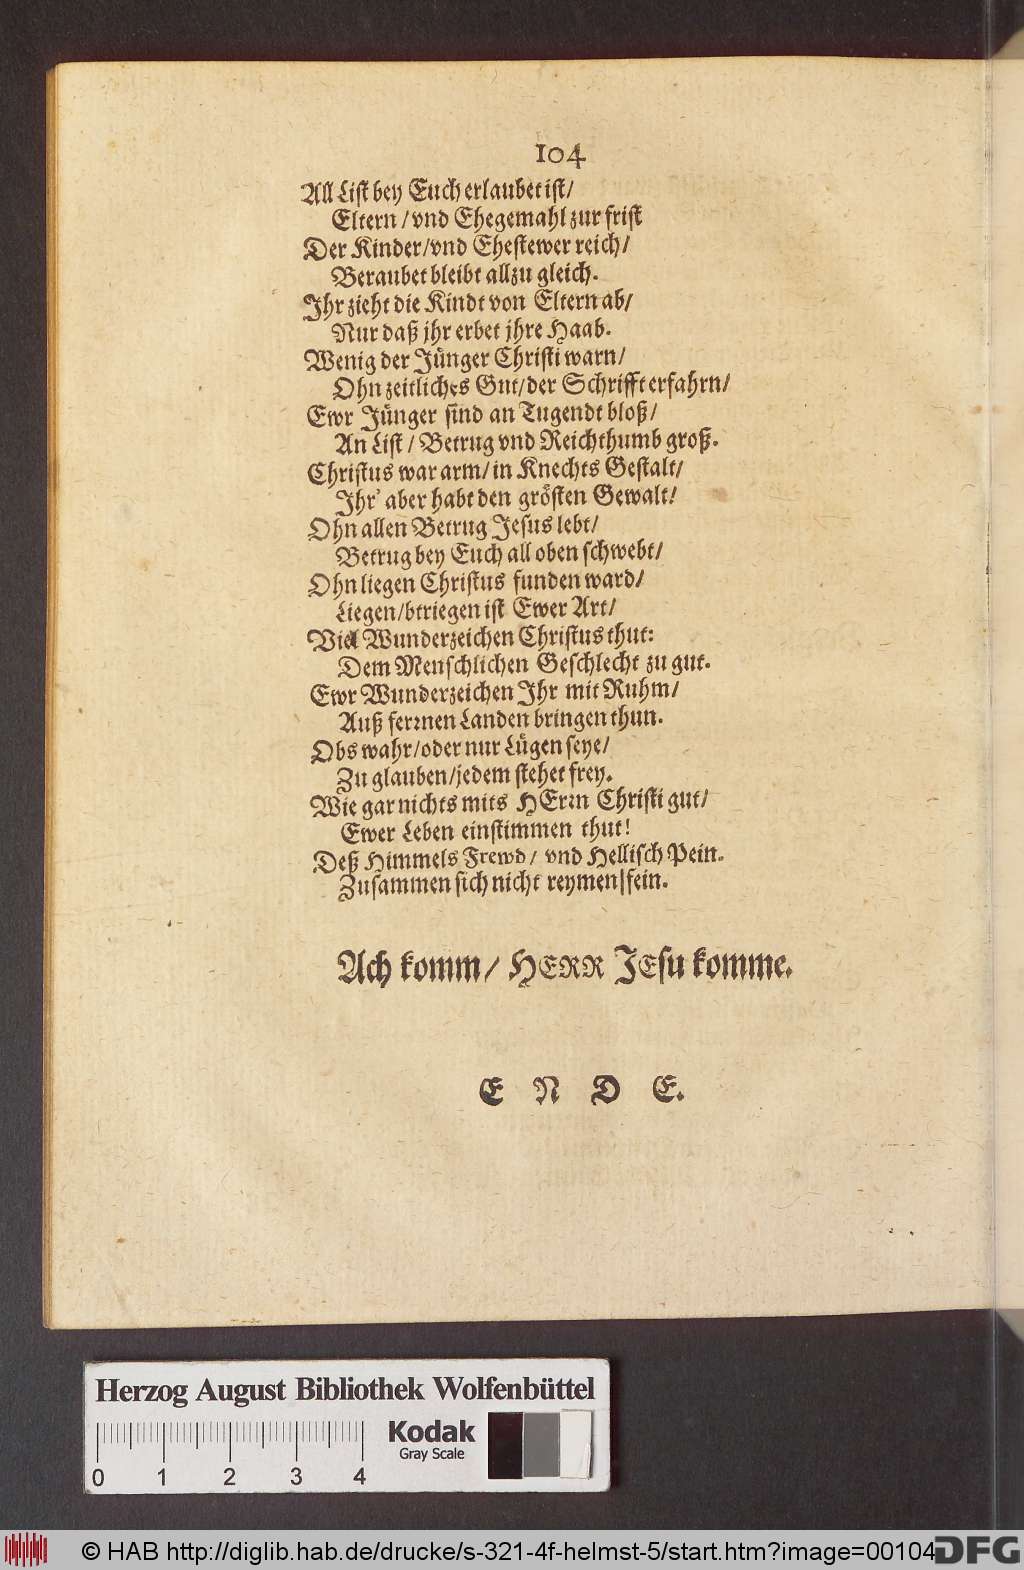 104
All List bey Euch erlaubet ist/
Eltern/ vnd Ehegemahl zur frist
Der Kinder/ vnd Ehestewer reich/
Beraubet bleibt allzu gleich.
Ihr zieht die Kindt von Eltern ab/
Nur daß jhr erbet jhre Haab.
Wenig der Jünger Christi warn/
Ohn zeitliches Gut/ der Schrifft erfahrn/
Ewr Jünger sind an Tugendt bloß/
An List/ Betrug vnd Reichthumb groß.
Christus war arm/ in Knechts Gestalt/
Ihr aber habt den grösten Gewalt/
Ohn allen Betrug Jesus lebt/
Betrug bey Euch all oben schwebt/
Ohn liegen Christus funden ward/
Liegen/ btriegen ist Ewer Art/
Viel Wunderzeichen Christus thut:
Dem Menschlichen Geschlecht zu gut.
Ewr Wunderzeichen Ihr mit Ruhm/
Auß ferrnen Landen bringen thun.
Obs wahr/ oder nur Lügen seye/
Zu glauben/ jedem stehet frey.
Wie gar nichts mits HErrn Christi gut/
Ewer Leben einstimmen thut!
Deß Himmels Frewd/ vnd Hellisch Pein.
Zusammen sich nicht reymen fein.
Ach komm/ HERR JEsu komme.
E N D E.
Herzog August Bibliothek Wolfenbüttel
Kodak
Gray Scale
0 1 2 3 4
© HAB http://diglib.hab.de/drucke/s-321-4f-helmst-5/start.htm?image=00104
DFG